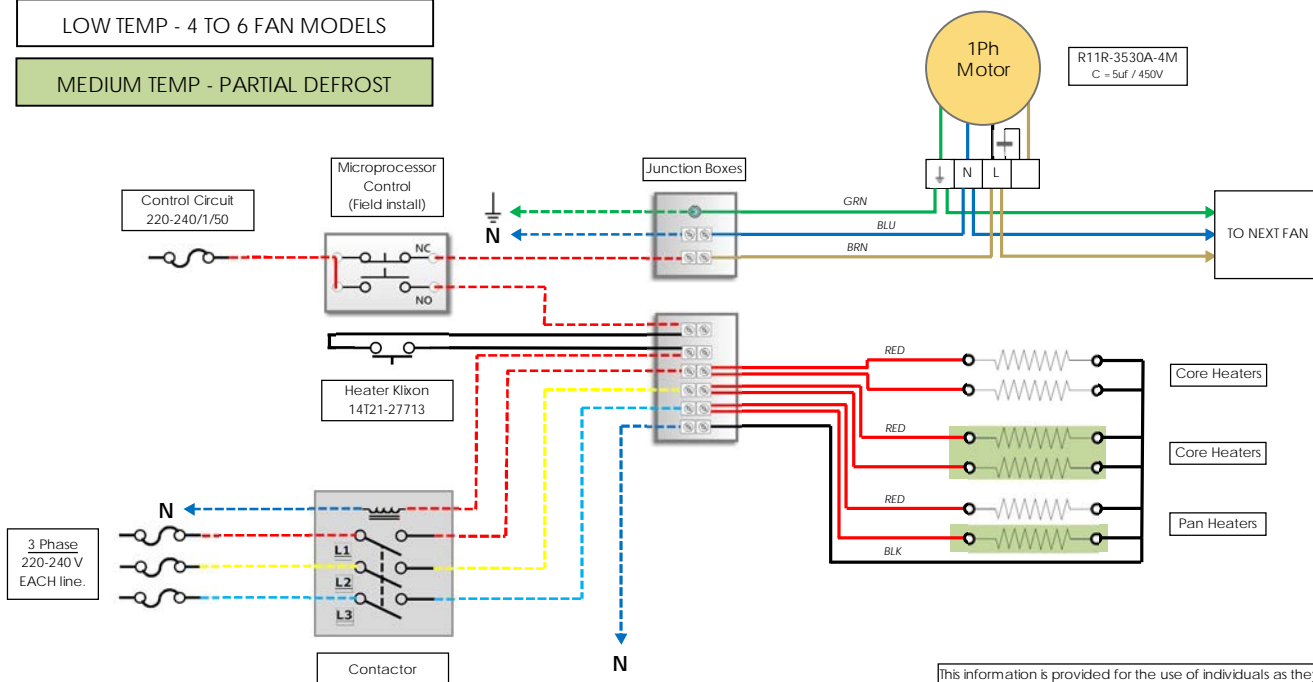 LOW TEMP - 4 TO 6 FAN MODELS
MEDIUM TEMP - PARTIAL DEFROST
1Ph
Motor
R11R-3530A-4M
C = 5uf / 450V
Control Circuit
220-240/1/50
Microprocessor
Control
(Field install)
Junction Boxes
N
L
GRN
BLU
BRN
N
TO NEXT FAN
NC
NO
Heater Klixon
14T21-27713
RED
Core Heaters
RED
Core Heaters
RED
Pan Heaters
BLK
N
3 Phase
220-240 V
EACH line.
L1
L2
L3
Contactor
N
This information is provided for the use of individuals as they